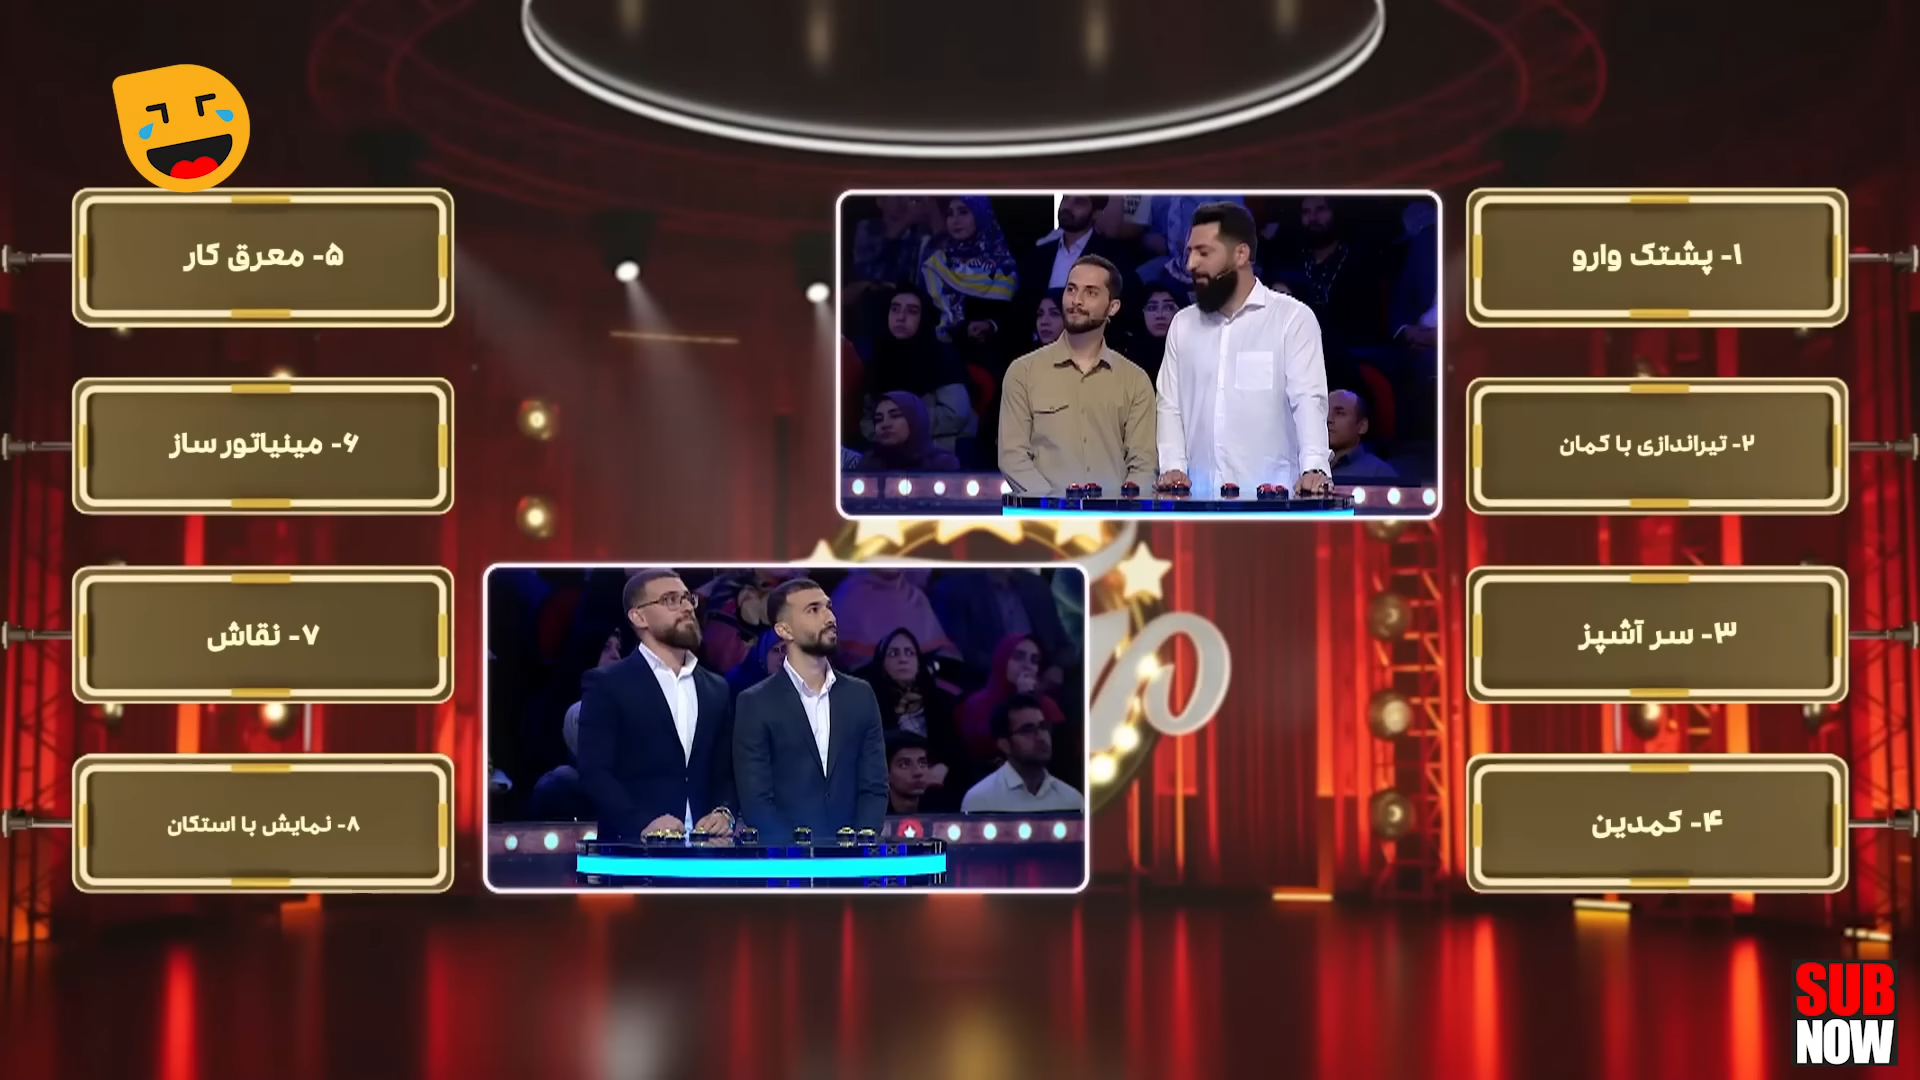 ۱- پشتک وارو
۲- تیراندازی با کمان
۳- سر آشپز
۴- کمدین
۵- معرق کار
۶- مینیاتور ساز
۷- نقاش
۸- نمایش با استکان
SUB
NOW